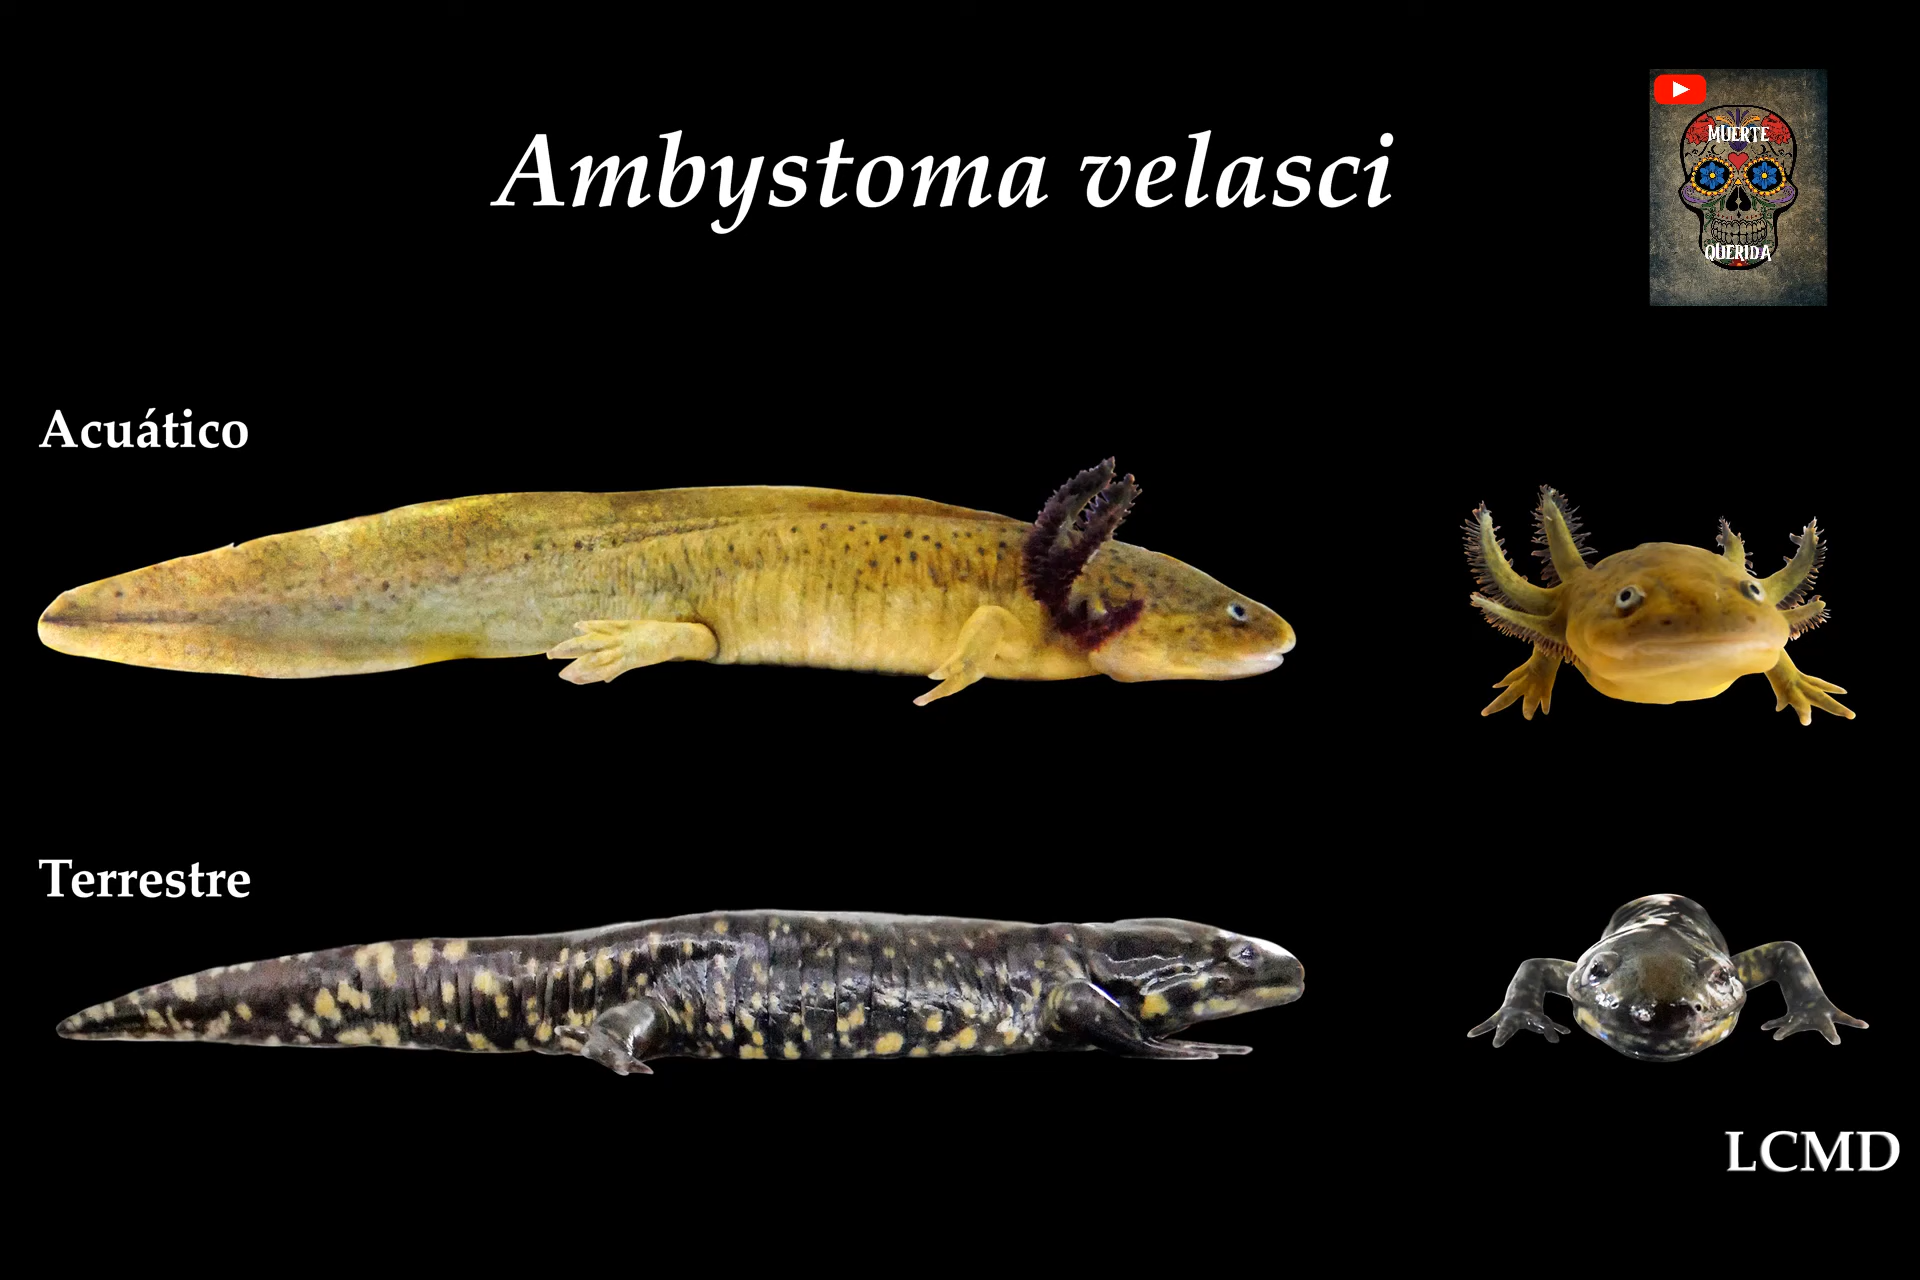 Ambystoma velasci
MUERTE
QUERIDA
Acuático
Terrestre
LCMD